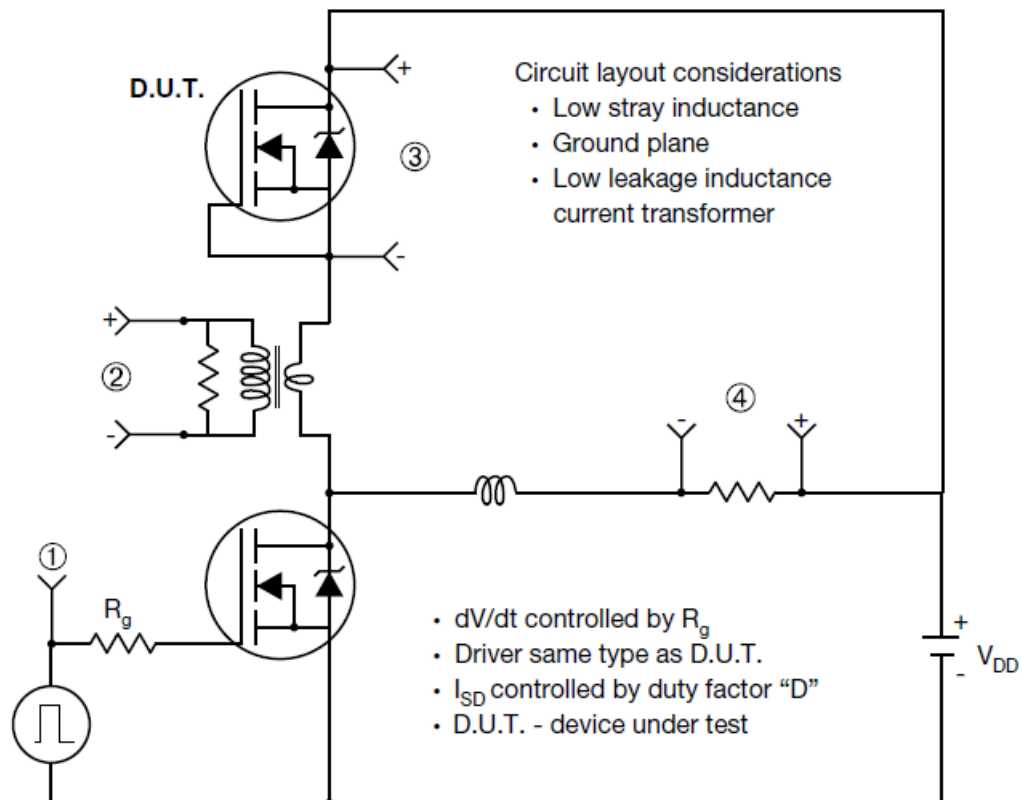 D.U.T.
+
Circuit layout considerations
• Low stray inductance
• Ground plane
• Low leakage inductance
current transformer
③
-
+
②
-
④
- +
①
Rg
• dV/dt controlled by Rg
• Driver same type as D.U.T.
• ISD controlled by duty factor “D”
• D.U.T. - device under test
+
VDD
-